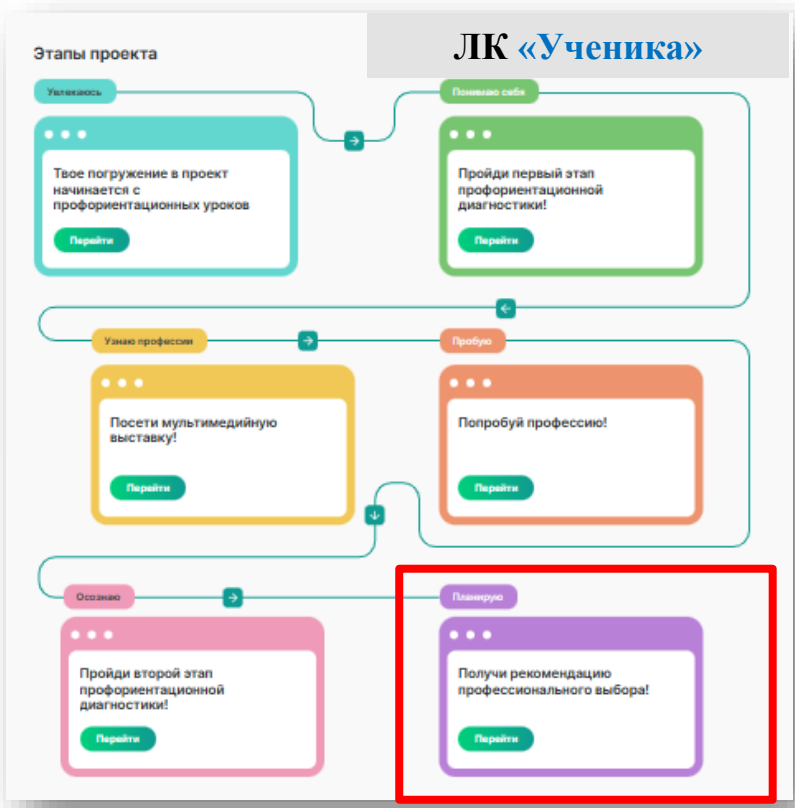 Этапы проекта
ЛК «Ученика»
Увлекаюсь
Понимаю себя
Твое погружение в проект
начинается с
профориентационных уроков
Перейти
Пройди первый этап
профориентационной
диагностики!
Перейти
Узнаю профессии
Пробую
Посети мультимедийную
выставку!
Перейти
Попробуй профессию!
Перейти
Осознаю
Планирую
Пройди второй этап
профориентационной
диагностики!
Перейти
Получи рекомендацию
профессионального выбора!
Перейти